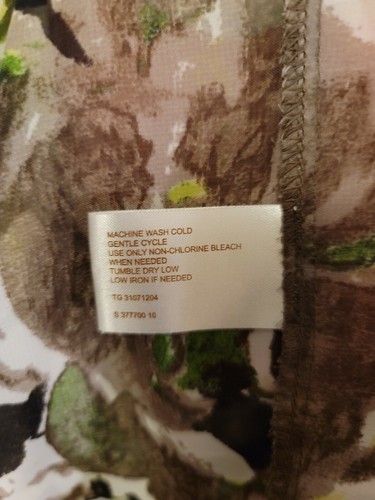 MACHINE WASH COLD
GENTLE CYCLE
USE ONLY NON-CHLORINE BLEACH
WHEN NEEDED
TUMBLE DRY LOW
LOW IRON IF NEEDED
TG 31071204
S 377700 10